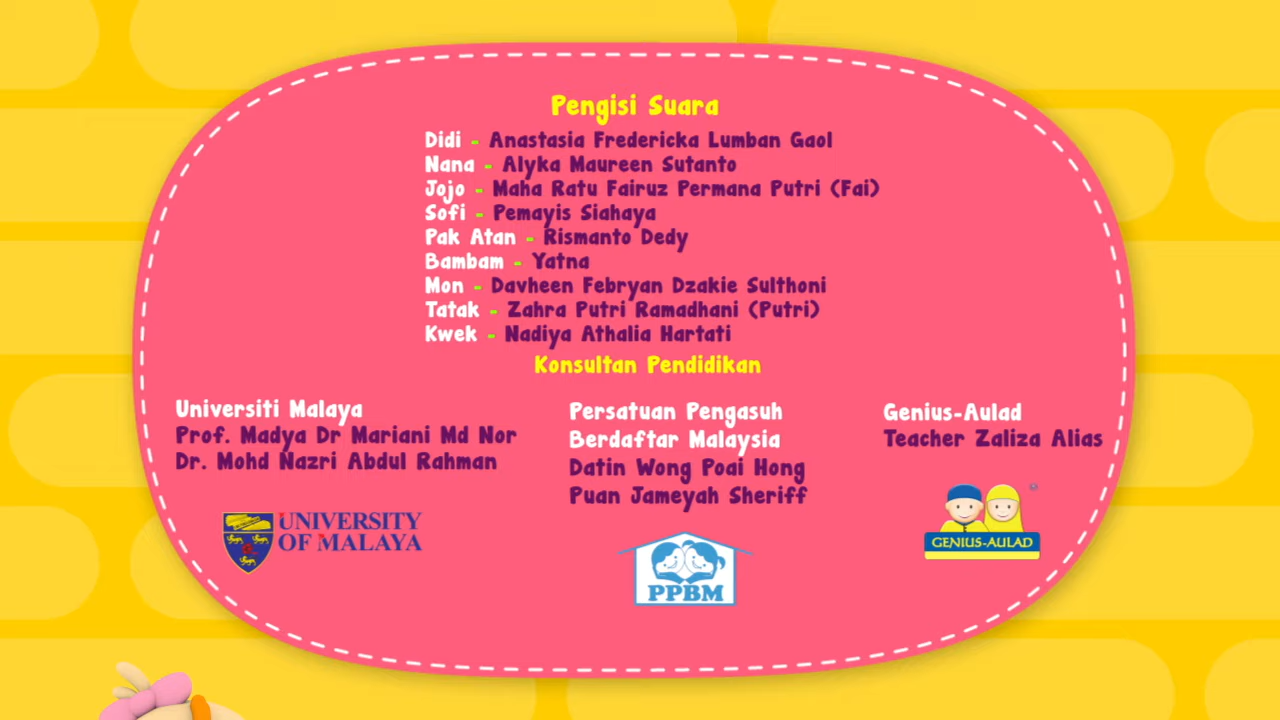 Pengisi Suara
Didi - Anastasia Fredericka Lumban Gaol
Nana - Alyka Maureen Sutanto
Jojo - Maha Ratu Fairuz Permana Putri (Fai)
Sofi - Pemayis Siahaya
Pak Atan - Rismanto Dedy
Bambam - Yatna
Mon - Davheen Febryan Dzakie Sulthoni
Tatak - Zahra Putri Ramadhani (Putri)
Kwek - Nadiya Athalia Hartati
Konsultan Pendidikan
Universiti Malaya
Prof. Madya Dr Mariani Md Nor
Dr. Mohd Nazri Abdul Rahman
UNIVERSITY
OF MALAYA
Persatuan Pengasuh
Berdaftar Malaysia
Datin Wong Poai Hong
Puan Jameyah Sheriff
PPBM
Genius-Aulad
Teacher Zaliza Alias
GENIUS-AULAD